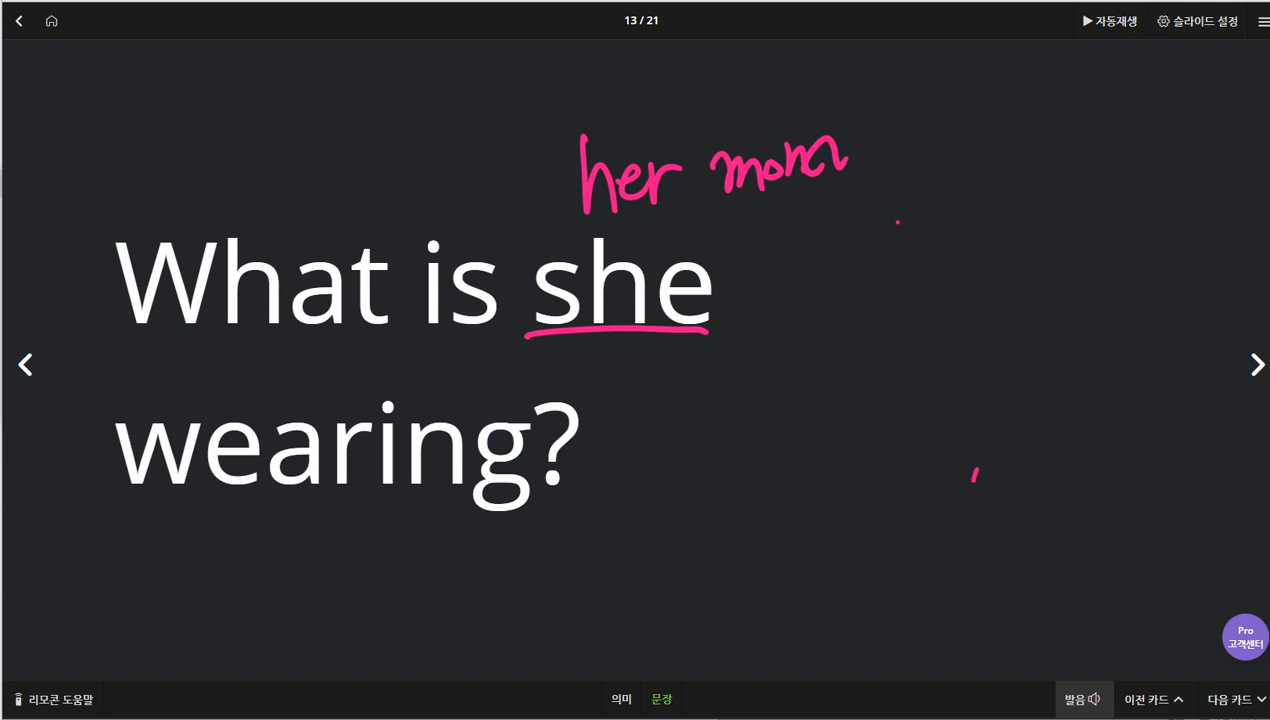 13 / 21
자동재생
슬라이드 설정
her mom
What is she
wearing?
Pro
고객센터
리모콘 도움말
의미
문장
발음
이전 카드
다음 카드